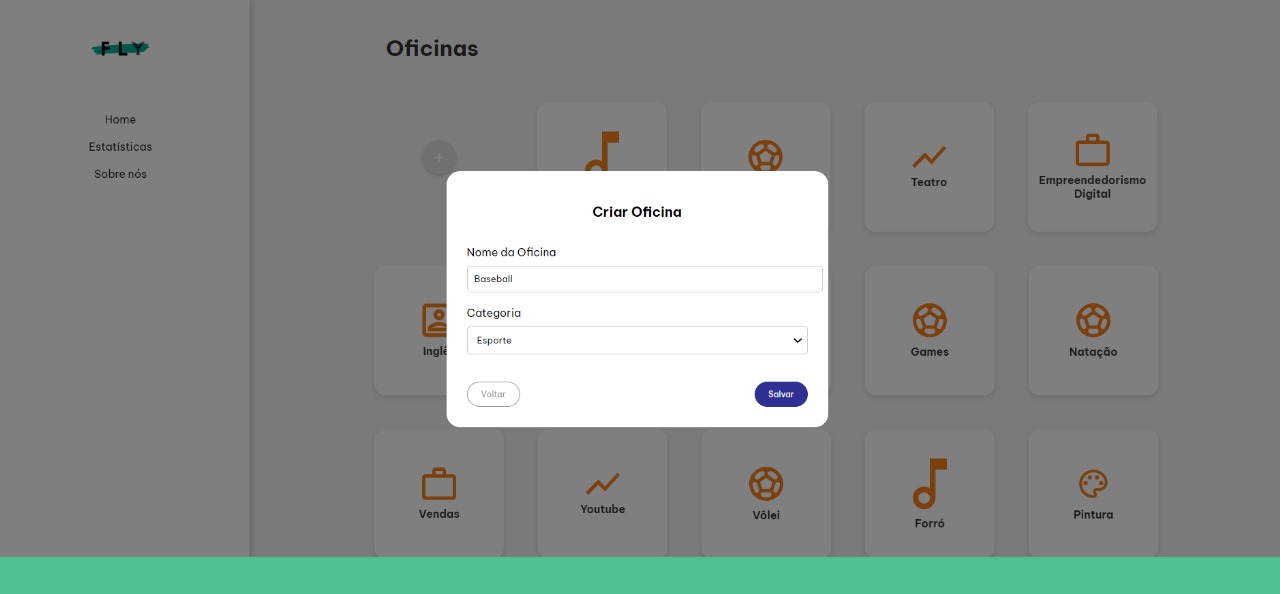 FLY
Home
Estatísticas
Sobre nós
Oficinas
+
Teatro
Empreendedorismo
Digital
Criar Oficina
Nome da Oficina
Baseball
Categoria
Esporte
Voltar
Salvar
Inglê
Games
Natação
Vendas
Youtube
Vôlei
Forró
Pintura